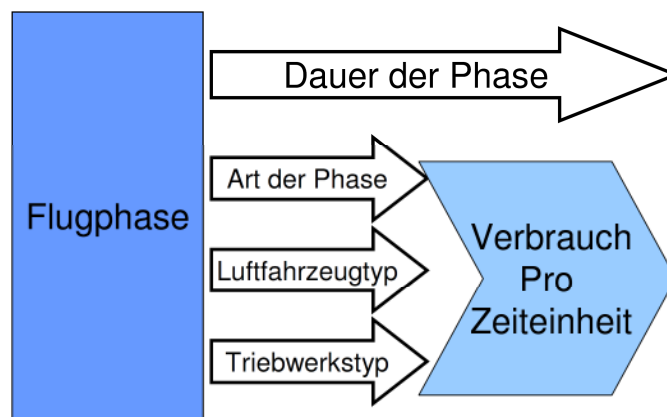 Dauer der Phase
Flugphase
Art der Phase
Luftfahrzeugtyp
Triebwerkstyp
Verbrauch
Pro
Zeiteinheit